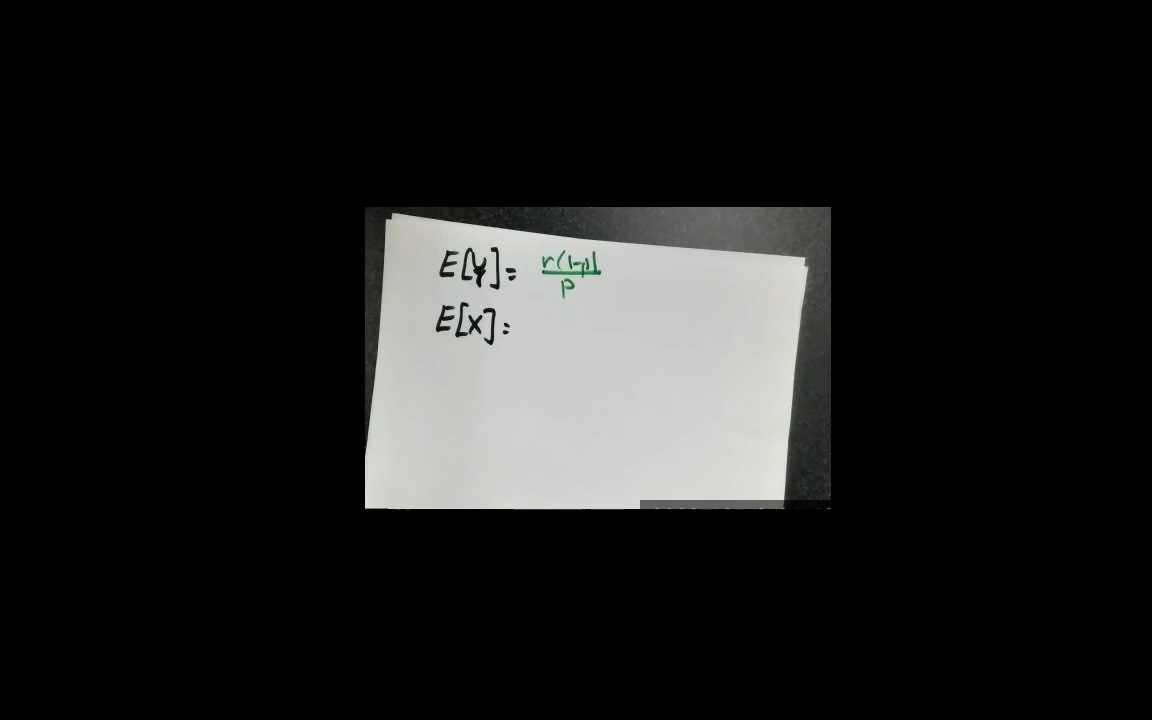 E[Y] = r(1-p)/p
E[X] =